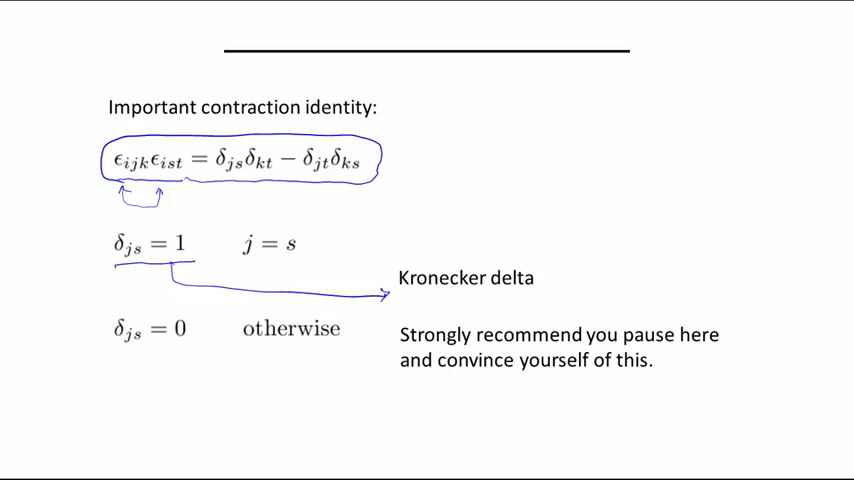 Important contraction identity:
ϵ_{ijk}ϵ_{ist} = δ_{js}δ_{kt} − δ_{jt}δ_{ks}
δ_{js} = 1 j = s
Kronecker delta
δ_{js} = 0 otherwise
Strongly recommend you pause here
and convince yourself of this.